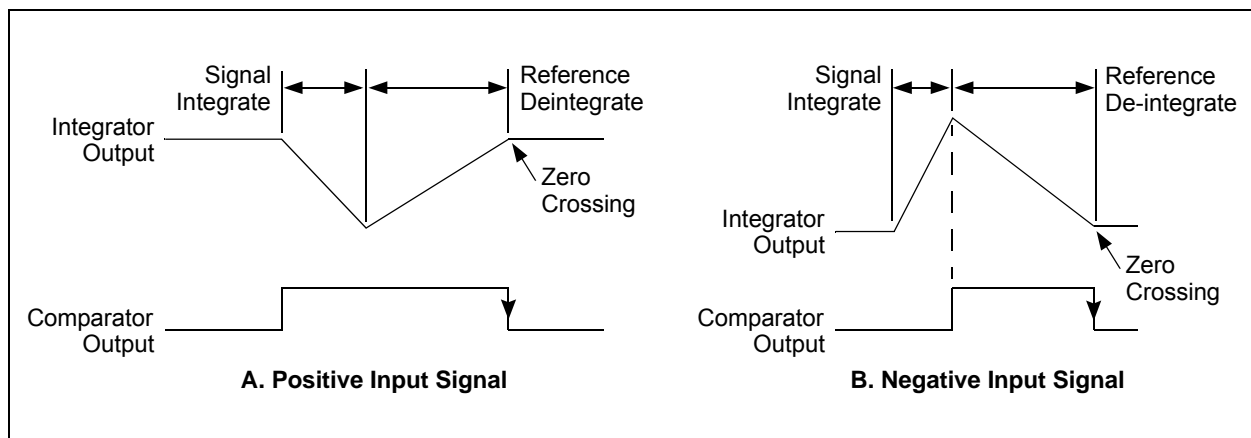 Signal
Integrate
Reference
Deintegrate
Integrator
Output
Zero
Crossing
Comparator
Output
A. Positive Input Signal
Signal
Integrate
Reference
De-integrate
Integrator
Output
Zero
Crossing
Comparator
Output
B. Negative Input Signal